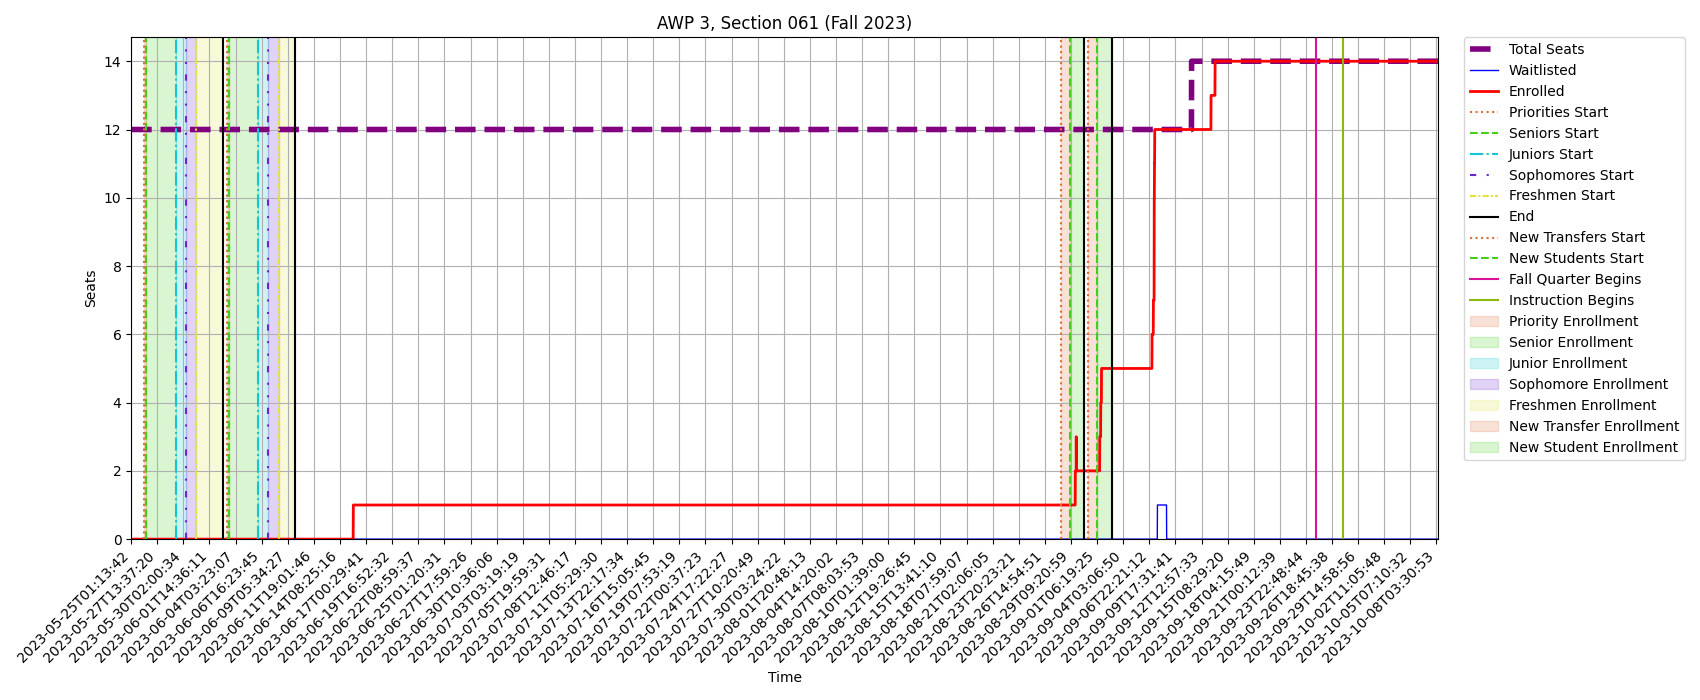 AWP 3, Section 061 (Fall 2023)
Seats
14
12
10
8
6
4
2
0
2023-05-25T01:13:42
2023-05-27T13:37:20
2023-05-30T02:00:34
2023-06-01T14:36:11
2023-06-04T03:23:07
2023-06-06T16:23:45
2023-06-09T05:34:27
2023-06-11T19:01:46
2023-06-14T08:25:16
2023-06-17T00:29:41
2023-06-19T16:52:32
2023-06-22T08:59:37
2023-06-25T01:20:31
2023-06-27T17:59:26
2023-06-30T10:36:06
2023-07-03T03:19:19
2023-07-05T19:59:31
2023-07-08T12:46:17
2023-07-11T05:29:30
2023-07-13T22:17:34
2023-07-16T15:05:45
2023-07-19T07:53:19
2023-07-22T00:37:23
2023-07-24T17:22:27
2023-07-27T10:20:49
2023-07-30T03:24:22
2023-08-01T20:48:13
2023-08-04T14:20:02
2023-08-07T08:03:53
2023-08-10T01:39:00
2023-08-12T19:26:45
2023-08-15T13:41:10
2023-08-18T07:59:07
2023-08-21T02:06:05
2023-08-23T20:23:21
2023-08-26T14:54:51
2023-08-29T09:20:59
2023-09-01T06:19:25
2023-09-04T03:06:50
2023-09-06T22:21:12
2023-09-09T17:31:41
2023-09-12T12:57:33
2023-09-15T08:29:20
2023-09-18T04:15:49
2023-09-21T00:12:39
2023-09-23T22:48:44
2023-09-26T18:45:38
2023-09-29T14:58:56
2023-10-02T11:05:48
2023-10-05T07:10:32
2023-10-08T03:30:53
Time
Total Seats
Waitlisted
Enrolled
Priorities Start
Seniors Start
Juniors Start
Sophomores Start
Freshmen Start
End
New Transfers Start
New Students Start
Fall Quarter Begins
Instruction Begins
Priority Enrollment
Senior Enrollment
Junior Enrollment
Sophomore Enrollment
Freshmen Enrollment
New Transfer Enrollment
New Student Enrollment